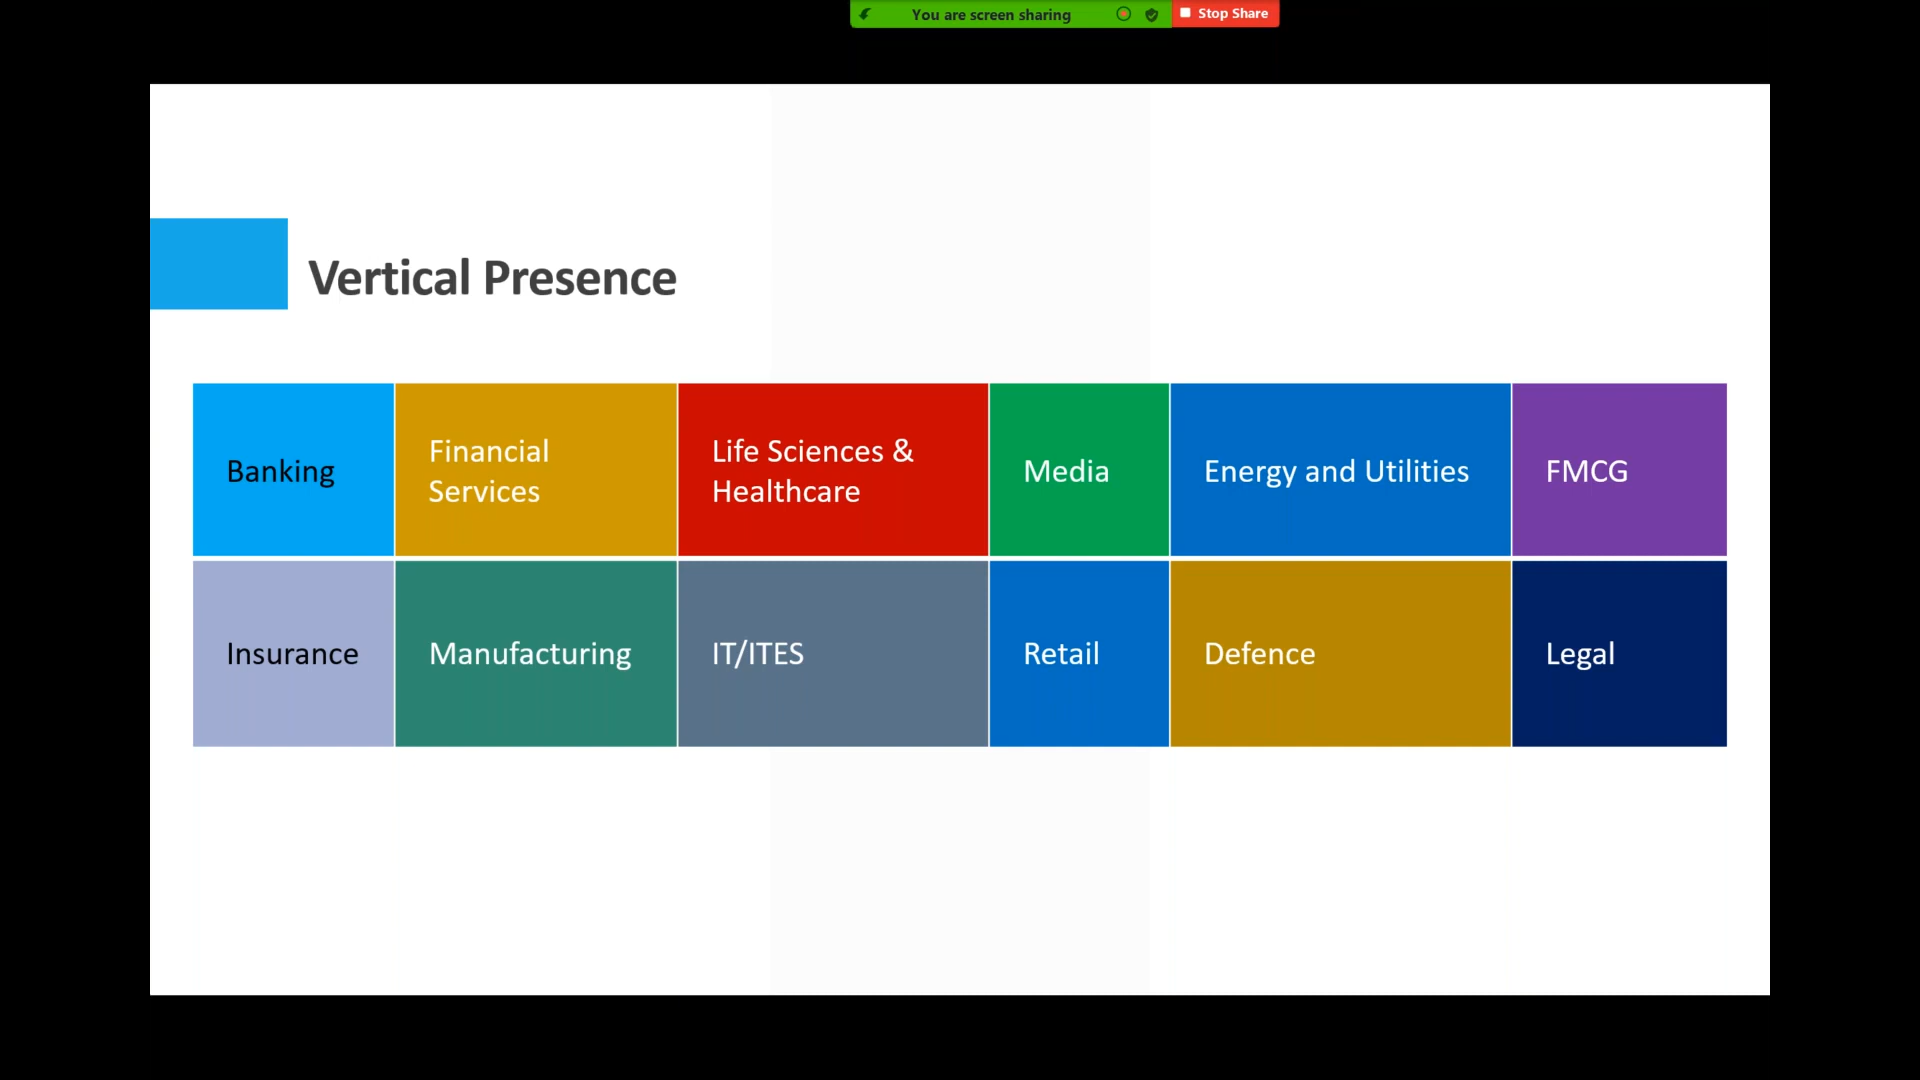 You are screen sharing
Stop Share
Vertical Presence
Banking
Financial
Services
Life Sciences &
Healthcare
Media
Energy and Utilities
FMCG
Insurance
Manufacturing
IT/ITES
Retail
Defence
Legal